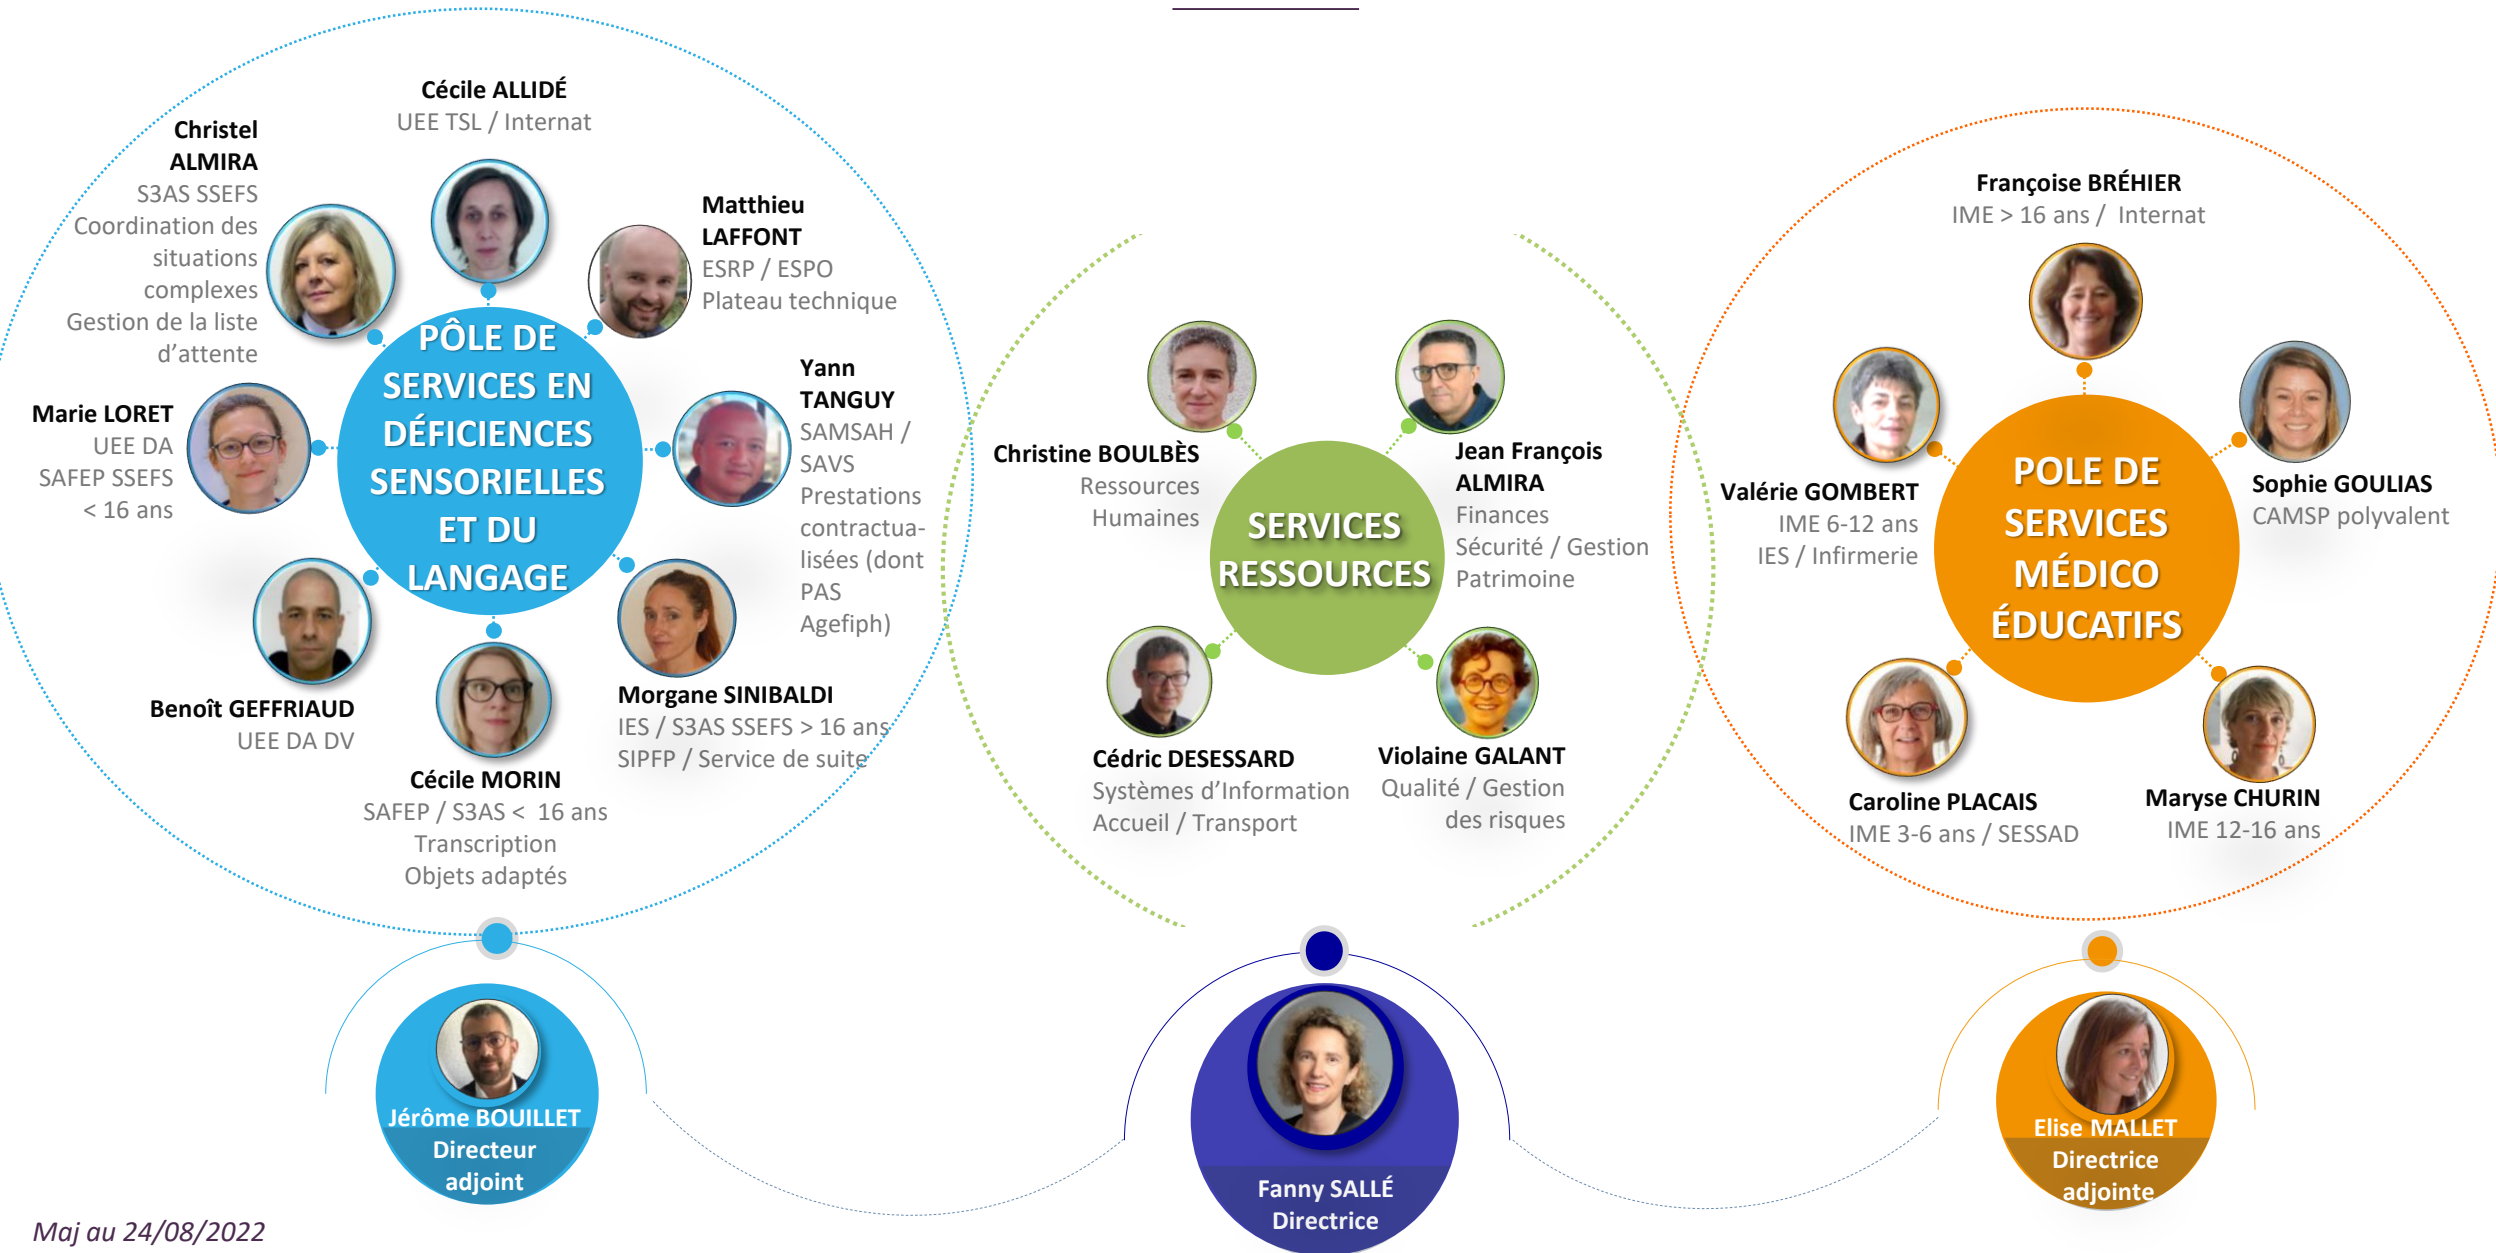 Cécile ALLIDÉ
UEE TSL / Internat
Christel
ALMIRA
S3AS SSEFS
Coordination des
situations
complexes
Gestion de la liste
d’attente
Matthieu
LAFFONT
ESRP / ESPO
Plateau technique
Marie LORET
UEE DA
SAFEP SSEFS
< 16 ans
PÔLE DE
SERVICES EN
DÉFICIENCES
SENSORIELLES
ET DU
LANGAGE
Yann
TANGUY
SAMSAH /
SAVS
Prestations
contractua-
lisées (dont
PAS
Agefiph)
Benoît GEFFRIAUD
UEE DA DV
Cécile MORIN
SAFEP / S3AS < 16 ans
Transcription
Objets adaptés
Morgane SINIBALDI
IES / S3AS SSEFS > 16 ans
SIPFP / Service de suite
Christine BOULBÈS
Ressources
Humaines
Jean François
ALMIRA
Finances
Sécurité / Gestion
Patrimoine
SERVICES
RESSOURCES
Cédric DESESSARD
Systèmes d’Information
Accueil / Transport
Violaine GALANT
Qualité / Gestion
des risques
Françoise BRÉHIER
IME > 16 ans / Internat
Valérie GOMBERT
IME 6-12 ans
IES / Infirmerie
Sophie GOULIAS
CAMSP polyvalent
POLE DE
SERVICES
MÉDICO
ÉDUCATIFS
Caroline PLACAIS
IME 3-6 ans / SESSAD
Maryse CHURIN
IME 12-16 ans
Jérôme BOUILLET
Directeur
adjoint
Fanny SALLÉ
Directrice
Elise MALLET
Directrice
adjointe
Maj au 24/08/2022